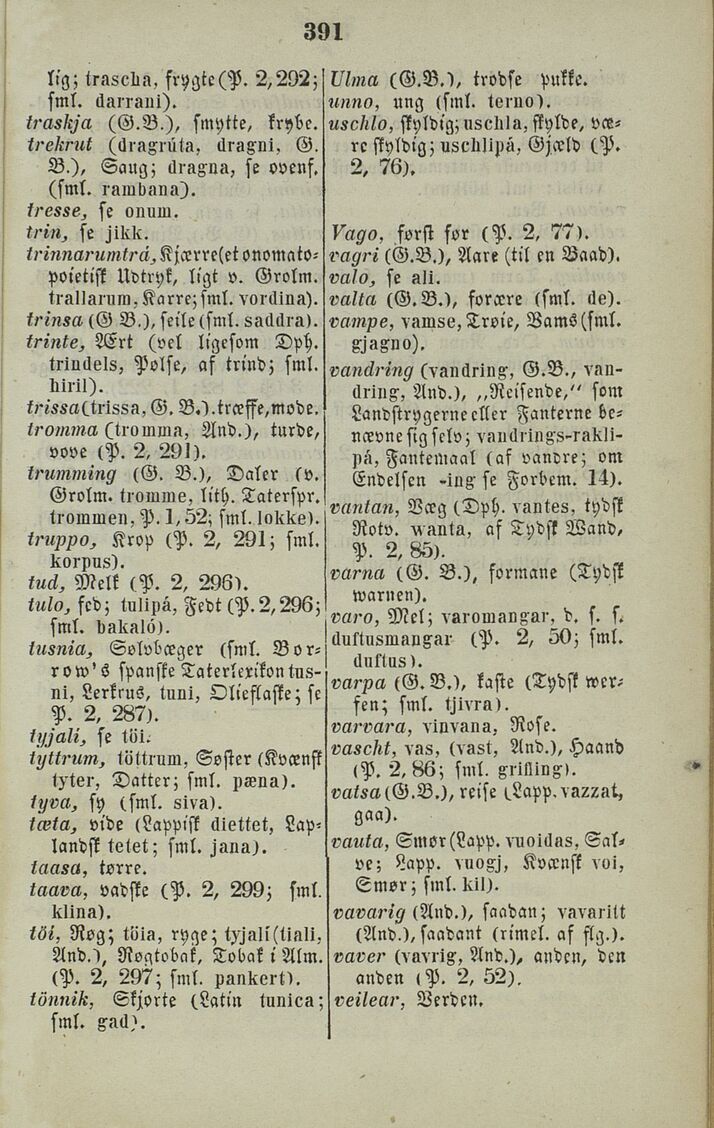 391
lig; trascha, frygte (P. 2,292;
sml. darrani).
traskja (G.B.), smytte, krybe.
trekrut (dragrúta, dragni, G.
B.), Saug; dragna, se ovenf.
(sml. rambana).
tresse, se onum.
trin, se jikk.
trinnarumtrá, Kjærre (et onomato-
poietisk Udtryk, ligt v. Grolm.
trallarum, Karre; sml. vordina).
trinsa (G B.), seile (sml. saddra).
trinte, Ært (vel ligesom Dph.
trindels, Pølse, af trind; sml.
hiril).
trissa (trissa, G. B.), træffe, møde.
tromma (tromma, And.), turde,
vove (P. 2, 291).
trumming (G. B.), Daler (v.
Grolm. tromme, lith. Taterspr.
trommen, P. 1,52; sml. lokke).
truppo, Krop (P. 2, 291; sml.
korpus).
tud, Melk (P. 2, 296).
tulo, fed; tulipá, Fedt (P. 2,296;
sml. bakaló).
tusnia, Sølvbæger (sml. Bor-
row's spanske Taterlexikon tus-
ni, Lerkrus, tuni, Olieflaske; se
P. 2, 287).
tyjali, se töi.
tyttrum, töttrum, Søster (Kvænsk
tyter, Datter; sml. pæna).
tyva, sy (sml. siva).
tæta, vide (Lappisk diettet, Lap-
landsk tetet; sml. jana).
taasa, tørre.
taava, vadske (P. 2, 299; sml.
klina).
töi, Røg; töia, ryge; tyjali (tiali,
And.), Røgtobak, Tobak i Alm.
(P. 2, 297; sml. pankert).
tönnik, Skjorte (Latin tunica;
sml. gad).
Ulma (G.B.), trodse pukke.
unno, ung (sml. terno).
uschlo, skyldig; uschla, skylde, væ-
re skyldig; uschlipá, Gjæld (P.
2, 76).
Vago, først før (P. 2, 77).
vagri (G.B.), Aare (til en Baad).
valo, se ali.
valta (G.B.), forære (sml. de).
vampe, vamse, Trøie, Vams (sml.
gjagno).
vandring (vandring, G.B., van-
dring, And.), „Reisende," som
Landstrygerne eller Fanterne be-
nævne sig selv; vandrings-rakli-
pá, Fantemaal (af vandre; om
Endelsen -ing se Forbem. 14).
vantan, Væg (Dph. vantes, tydsk
Rotv. wanta, af Tydsk Wand,
P. 2, 85).
varna (G. B.), formane (Tydsk
warnen).
varo, Mel; varomangar, d. s. s.
duftusmangar (P. 2, 50; sml.
duftus).
varpa (G.B.), kaste (Tydsk wer-
fen; sml. tjivra).
varvara, vinvana, Rose.
vascht, vas, (vast, And.), Haand
(P. 2, 86; sml. grifling).
vatsa (G.B.), reise (Lapp. vazzat,
gaa).
vauta, Smør (Lapp. vuoidas, Sal-
ve; Lapp. vuogj, Kvænsk voi,
Smør; sml. kil).
vavarig (And.), saadan; vavaritt
(And.), saadant (rimel. af flg.).
vaver (vavrig, And.), anden, den
anden (P. 2, 52).
veilear, Verden.